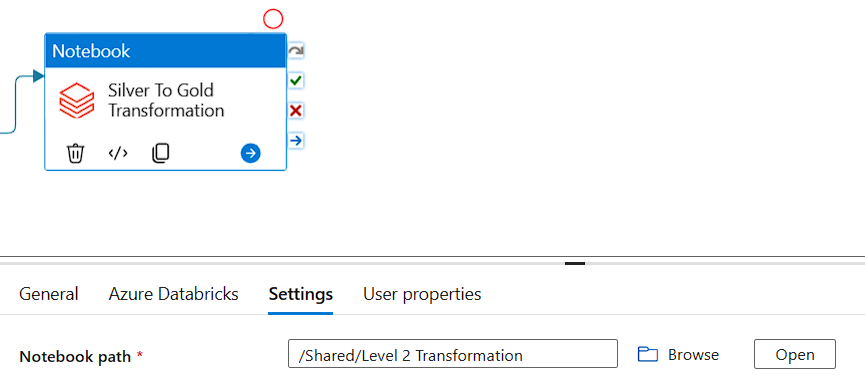 Notebook
Silver To Gold
Transformation
</>
General Azure Databricks Settings User properties
Notebook path * /Shared/Level 2 Transformation Browse Open